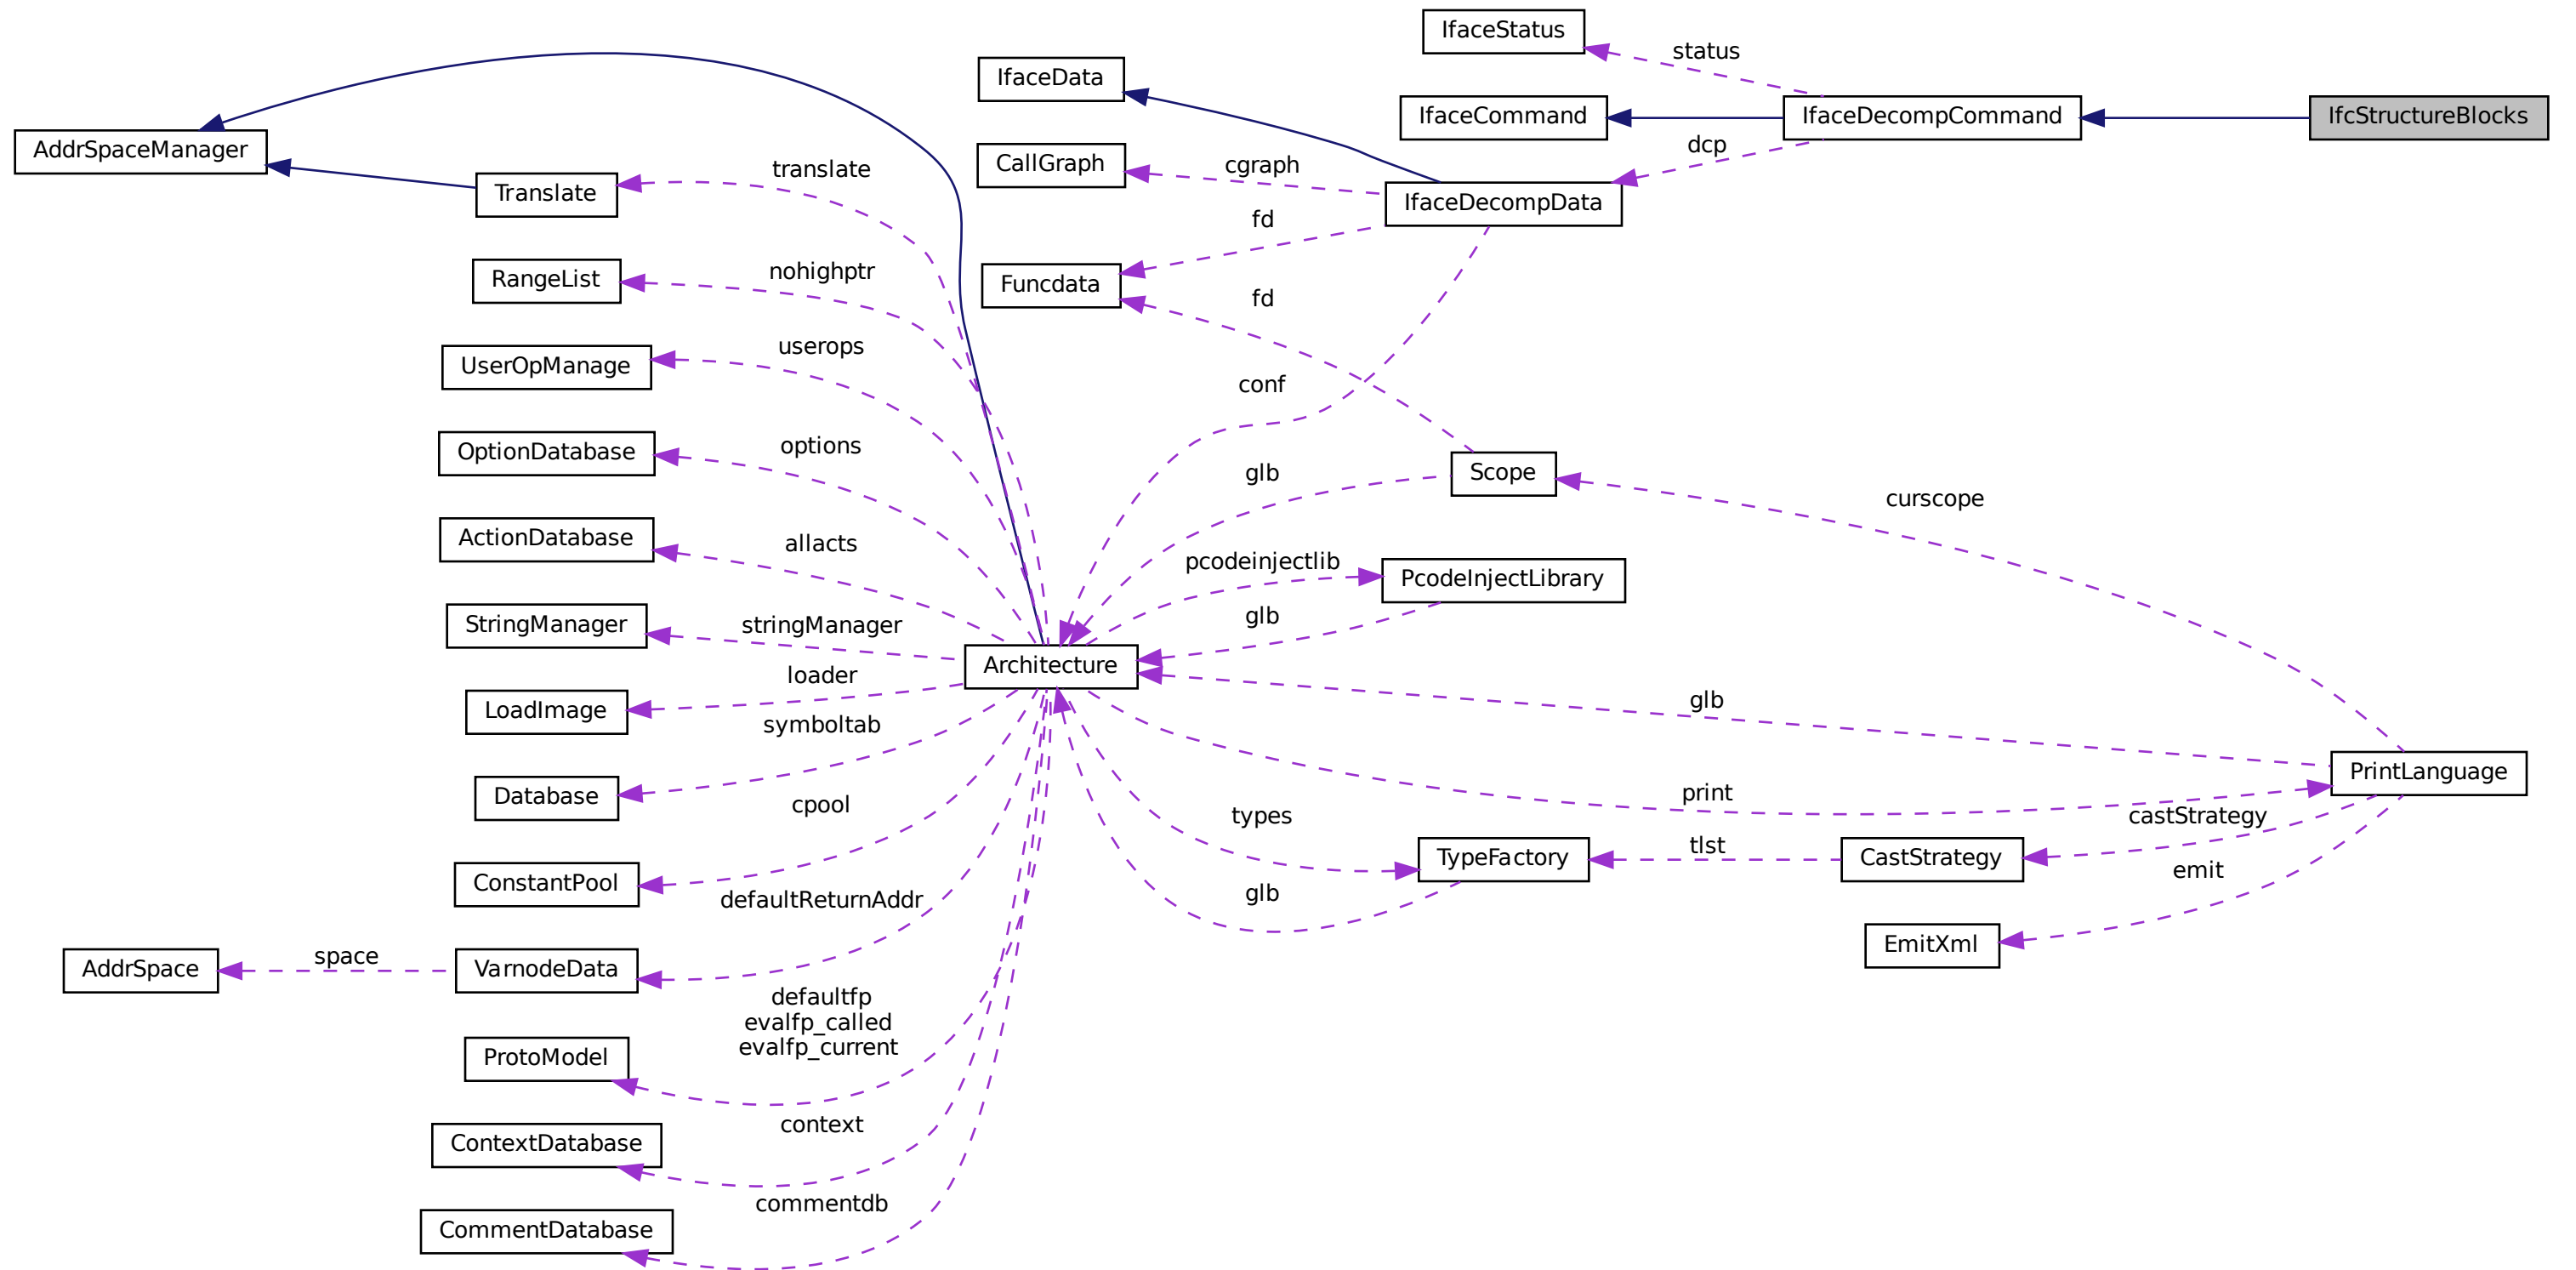 IfaceStatus
status
IfaceData
IfaceCommand
IfaceDecompCommand
IfcStructureBlocks
AddrSpaceManager
dcp
CallGraph
cgraph
translate
Translate
IfaceDecompData
fd
nohighptr
RangeList
Funcdata
fd
userops
UserOpManage
conf
options
OptionDatabase
glb
Scope
curscope
allacts
ActionDatabase
pcodeinjectlib
PcodeInjectLibrary
glb
stringManager
StringManager
Architecture
loader
LoadImage
glb
symboltab
PrintLanguage
Database
cpool
types
print
castStrategy
tlst
TypeFactory
CastStrategy
emit
ConstantPool
defaultReturnAddr
glb
EmitXml
space
AddrSpace
VarnodeData
defaultfp
evalfp_called
evalfp_current
ProtoModel
context
ContextDatabase
commentdb
CommentDatabase